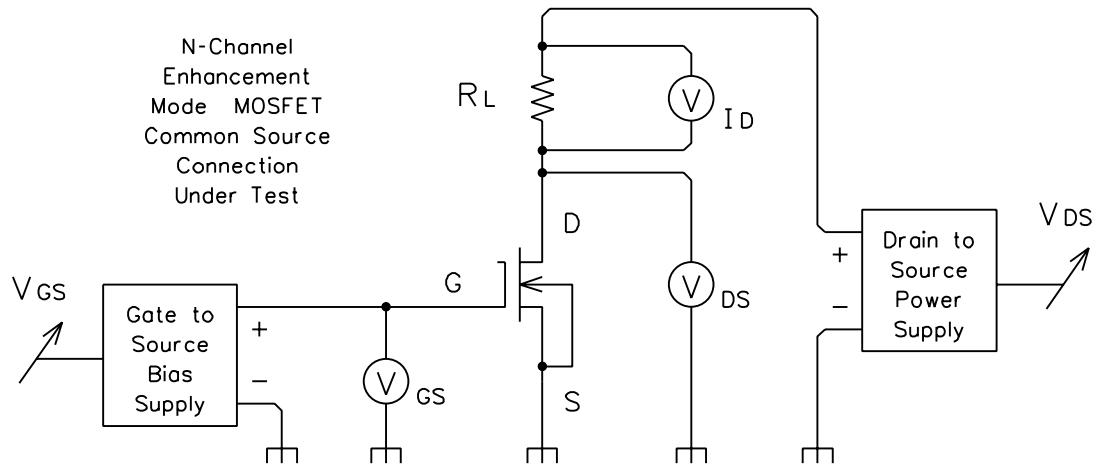 N-Channel
Enhancement
Mode MOSFET
Common Source
Connection
Under Test
RL
V
ID
D
G
S
V
DS
V
GS
VGS
Gate to
Source
Bias
Supply
+
−
VDS
Drain to
Source
Power
Supply
+
−